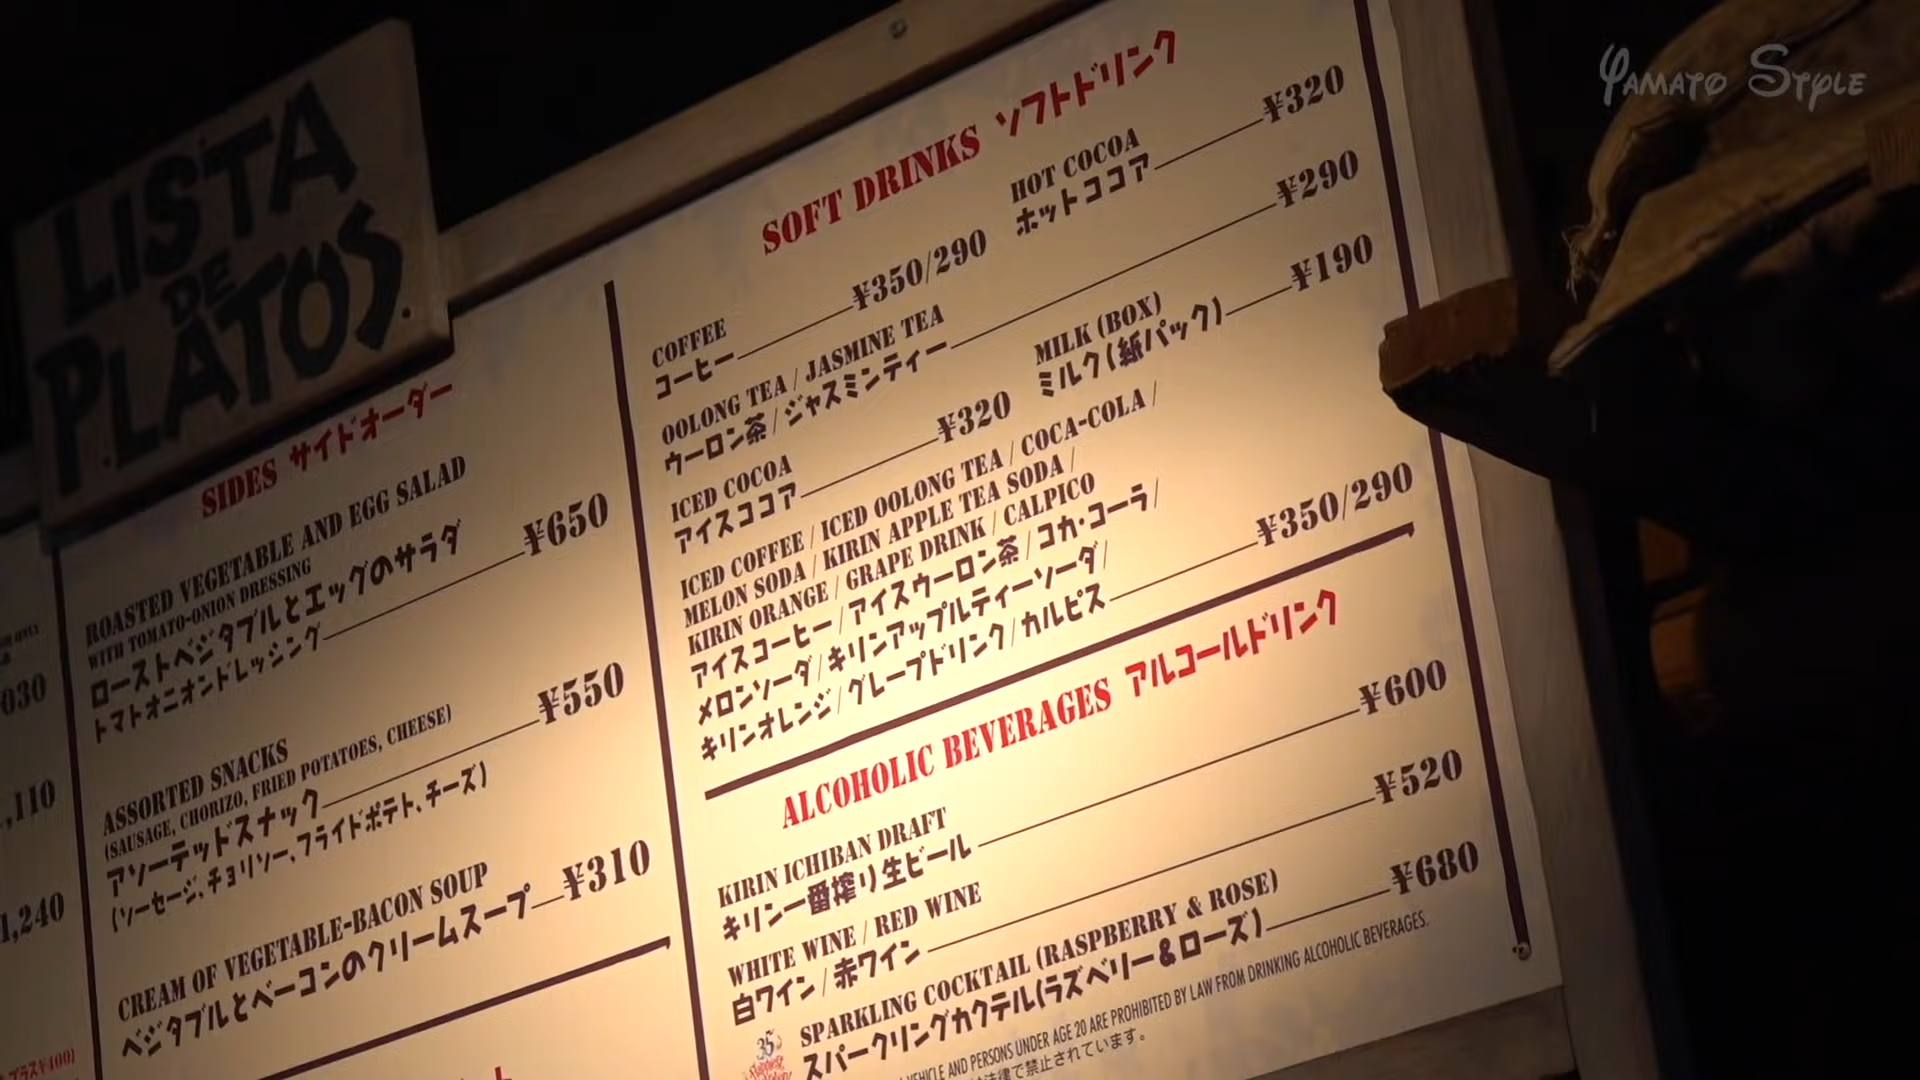 Yamato Style
LISTA
DE
PLATOS.
030
,110
1,240
SIDES サイドオーダー
ROASTED VEGETABLE AND EGG SALAD
WITH TOMATO-ONION DRESSING
ローストベジタブルとエッグのサラダ
トマトオニオンドレッシング ¥650
ASSORTED SNACKS
(SAUSAGE, CHORIZO, FRIED POTATOES, CHEESE)
アソーテッドスナック ¥550
(ソーセージ、チョリソー、フライドポテト、チーズ)
CREAM OF VEGETABLE-BACON SOUP
ベジタブルとベーコンのクリームスープ ¥310
SOFT DRINKS ソフトドリンク
COFFEE
コーヒー ¥350/290
HOT COCOA
ホットココア ¥320
OOLONG TEA / JASMINE TEA
ウーロン茶 / ジャスミンティー ¥290
ICED COCOA
アイスココア ¥320
MILK (BOX)
ミルク(紙パック) ¥190
ICED COFFEE / ICED OOLONG TEA / COCA-COLA /
MELON SODA / KIRIN APPLE TEA SODA /
KIRIN ORANGE / GRAPE DRINK / CALPICO
アイスコーヒー / アイスウーロン茶 / コカ・コーラ /
メロンソーダ / キリンアップルティーソーダ /
キリンオレンジ / グレープドリンク / カルピス ¥350/290
ALCOHOLIC BEVERAGES アルコールドリンク
KIRIN ICHIBAN DRAFT
キリン一番搾り生ビール ¥600
WHITE WINE / RED WINE
白ワイン / 赤ワイン ¥520
SPARKLING COCKTAIL (RASPBERRY & ROSE)
スパークリングカクテル(ラズベリー&ローズ) ¥680
VEHICLE AND PERSONS UNDER AGE 20 ARE PROHIBITED BY LAW FROM DRINKING ALCOHOLIC BEVERAGES.
法律で禁止されています。
35